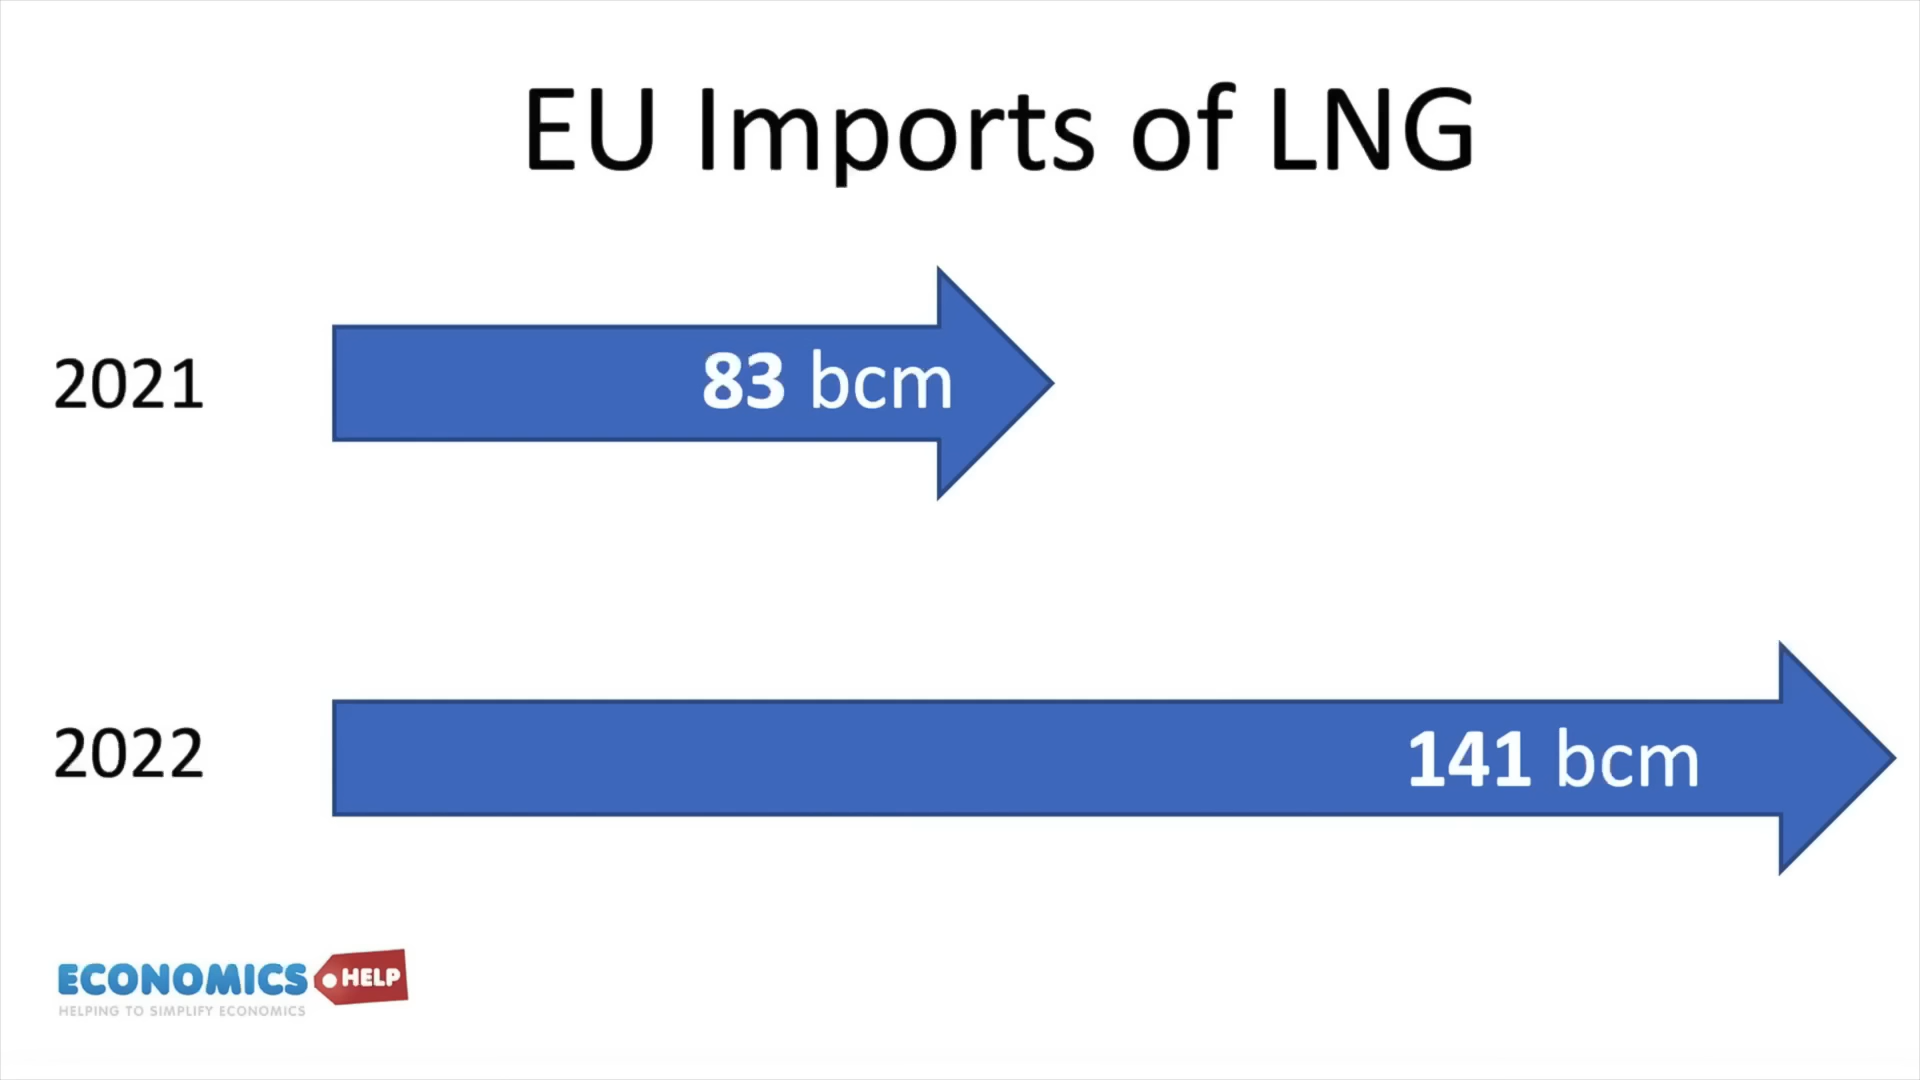 EU Imports of LNG
2021
83 bcm
2022
141 bcm
ECONOMICS HELP
HELPING TO SIMPLIFY ECONOMICS